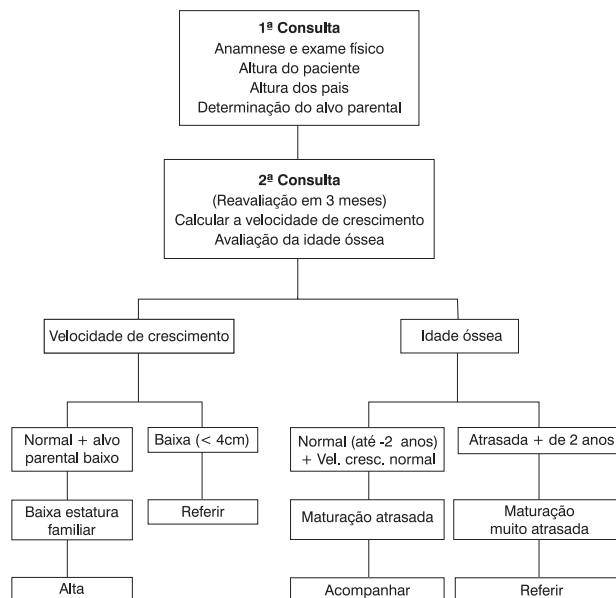 1ª Consulta
Anamnese e exame físico
Altura do paciente
Altura dos pais
Determinação do alvo parental
2ª Consulta
(Reavaliação em 3 meses)
Calcular a velocidade de crescimento
Avaliação da idade óssea
Velocidade de crescimento
Idade óssea
Normal + alvo
parental baixo
Baixa (< 4cm)
Normal (até -2 anos)
+ Vel. cresc. normal
Atrasada + de 2 anos
Baixa estatura
familiar
Referir
Maturação atrasada
Maturação
muito atrasada
Alta
Acompanhar
Referir